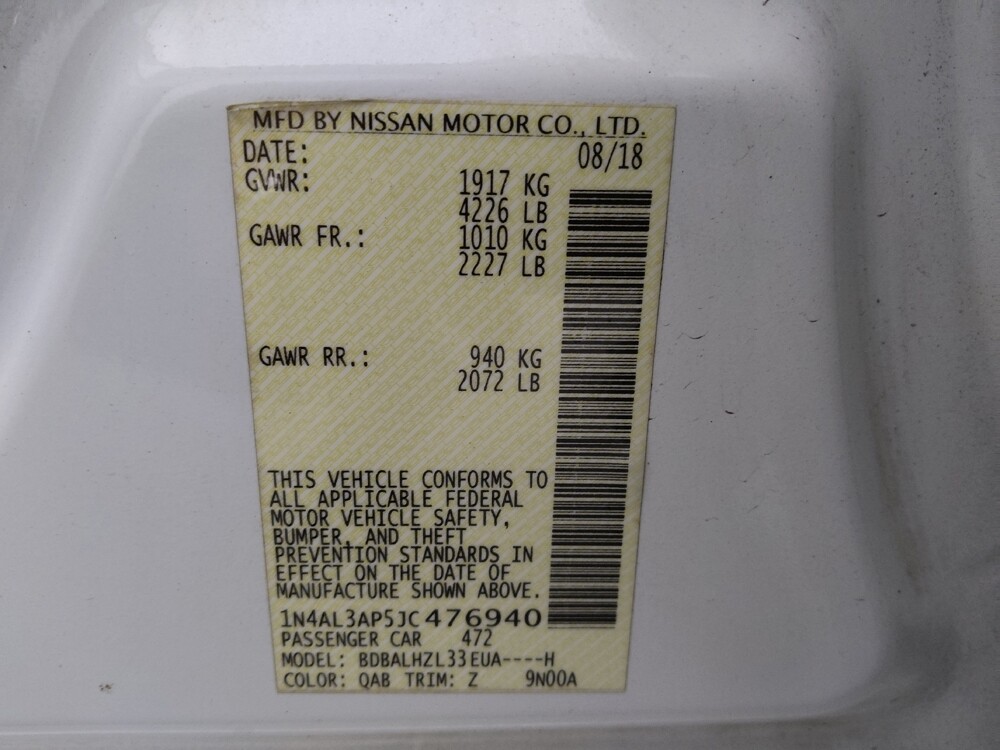 MFD BY NISSAN MOTOR CO., LTD.
DATE: 08/18
GVWR: 1917 KG
4226 LB
GAWR FR.: 1010 KG
2227 LB
GAWR RR.: 940 KG
2072 LB
THIS VEHICLE CONFORMS TO
ALL APPLICABLE FEDERAL
MOTOR VEHICLE SAFETY,
BUMPER, AND THEFT
PREVENTION STANDARDS IN
EFFECT ON THE DATE OF
MANUFACTURE SHOWN ABOVE.
1N4AL3AP5JC476940
PASSENGER CAR 472
MODEL: BDBALHZL33EUA----H
COLOR: QAB TRIM: Z 9N00A